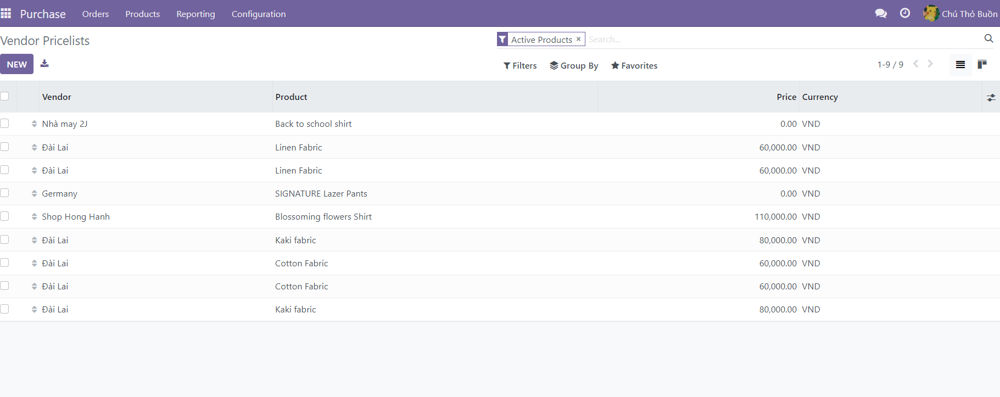 Purchase Orders Products Reporting Configuration Chú Thỏ Buồn
Vendor Pricelists Active Products × Search...
NEW Filters Group By Favorites 1-9 / 9
Vendor Product Price Currency
Nhà may 2J Back to school shirt 0.00 VND
Đài Lai Linen Fabric 60,000.00 VND
Đài Lai Linen Fabric 60,000.00 VND
Germany SIGNATURE Lazer Pants 0.00 VND
Shop Hong Hanh Blossoming flowers Shirt 110,000.00 VND
Đài Lai Kaki fabric 80,000.00 VND
Đài Lai Cotton Fabric 60,000.00 VND
Đài Lai Cotton Fabric 60,000.00 VND
Đài Lai Kaki fabric 80,000.00 VND